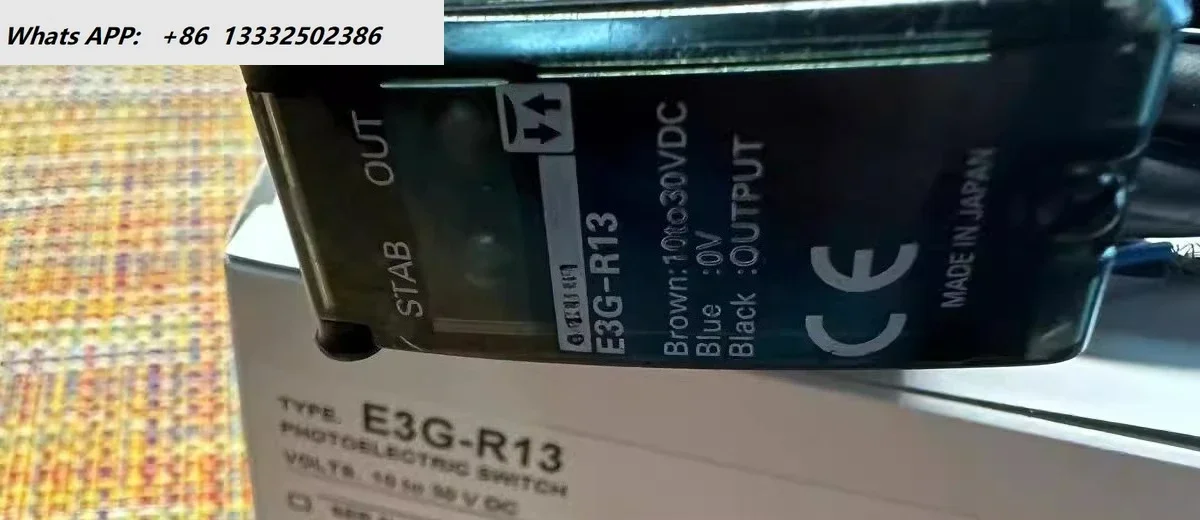 Whats APP: +86 13332502386
STAB OUT
E3G-R13
Brown:10to30VDC
Blue :0V
Black :OUTPUT
CE
MADE IN JAPAN
TYPE. E3G-R13
PHOTOELECTRIC SWITCH
VOLTS. 10 to 30 V DC